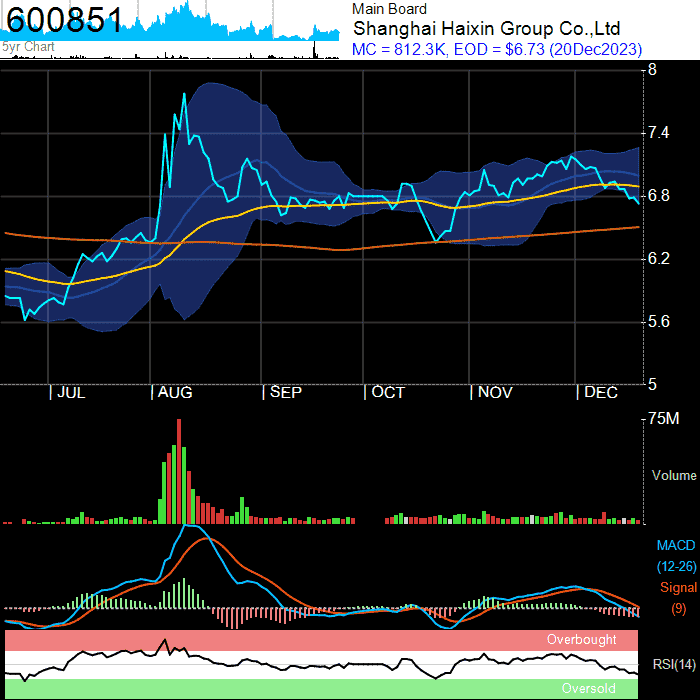 600851
5yr Chart
Main Board
Shanghai Haixin Group Co.,Ltd
MC = 812.3K, EOD = $6.73 (20Dec2023)
8
7.4
6.8
6.2
5.6
5
JUL
AUG
SEP
OCT
NOV
DEC
75M
Volume
MACD
(12-26)
Signal
(9)
Overbought
RSI(14)
Oversold